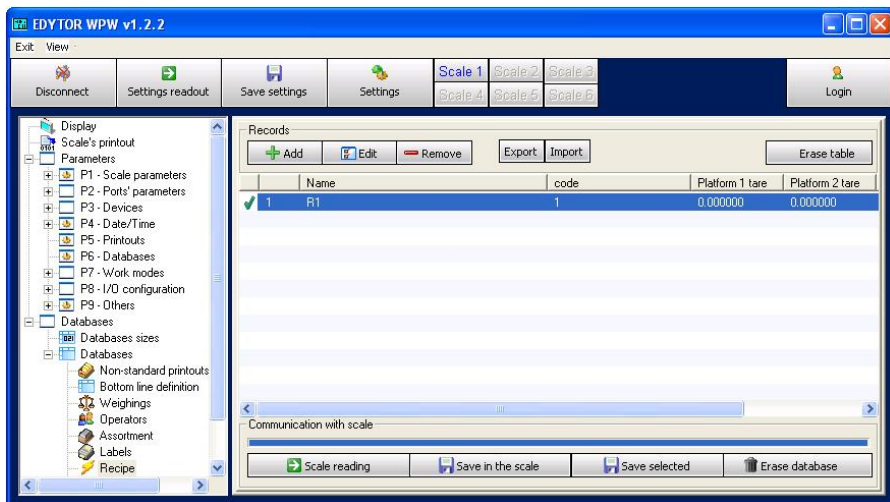 EDYTOR WPW v1.2.2
Exit View
Disconnect
Settings readout
Save settings
Settings
Scale 1 Scale 2 Scale 3
Scale 4 Scale 5 Scale 6
Login
Display
Scale's printout
Parameters
P1 - Scale parameters
P2 - Ports' parameters
P3 - Devices
P4 - Date/Time
P5 - Printouts
P6 - Databases
P7 - Work modes
P8 - I/O configuration
P9 - Others
Databases
Databases sizes
Databases
Non-standard printouts
Bottom line definition
Weighings
Operators
Assortment
Labels
Recipe
Records
Add Edit Remove Export Import Erase table
Name code Platform 1 tare Platform 2 tare
1 R1 1 0.000000 0.000000
Communication with scale
Scale reading Save in the scale Save selected Erase database